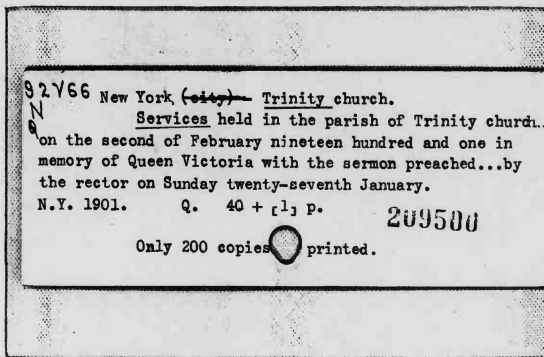 92V66 New York, (city) Trinity church.
QN
Services held in the parish of Trinity church..
on the second of February nineteen hundred and one in
memory of Queen Victoria with the sermon preached...by
the rector on Sunday twenty-seventh January.
N.Y. 1901. Q. 40 + [1] p.
209500
Only 200 copies printed.